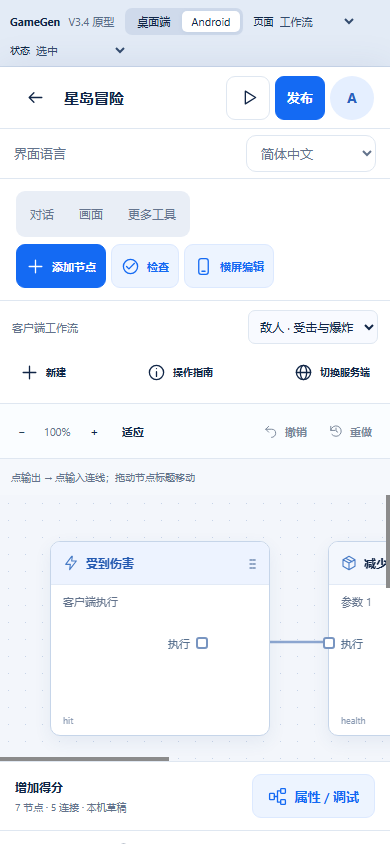 GameGen V3.4 原型 桌面端 Android 页面 工作流
状态 选中
星岛冒险 发布 A
界面语言 简体中文
对话 画面 更多工具
添加节点 检查 横屏编辑
客户端工作流 敌人 · 受击与爆炸
新建 操作指南 切换服务端
− 100% + 适应 撤销 重做
点输出 → 点输入连线；拖动节点标题移动
受到伤害 减少
客户端执行 参数 1
执行 执行
hit health
增加得分
7 节点 · 5 连接 · 本机草稿
属性 / 调试